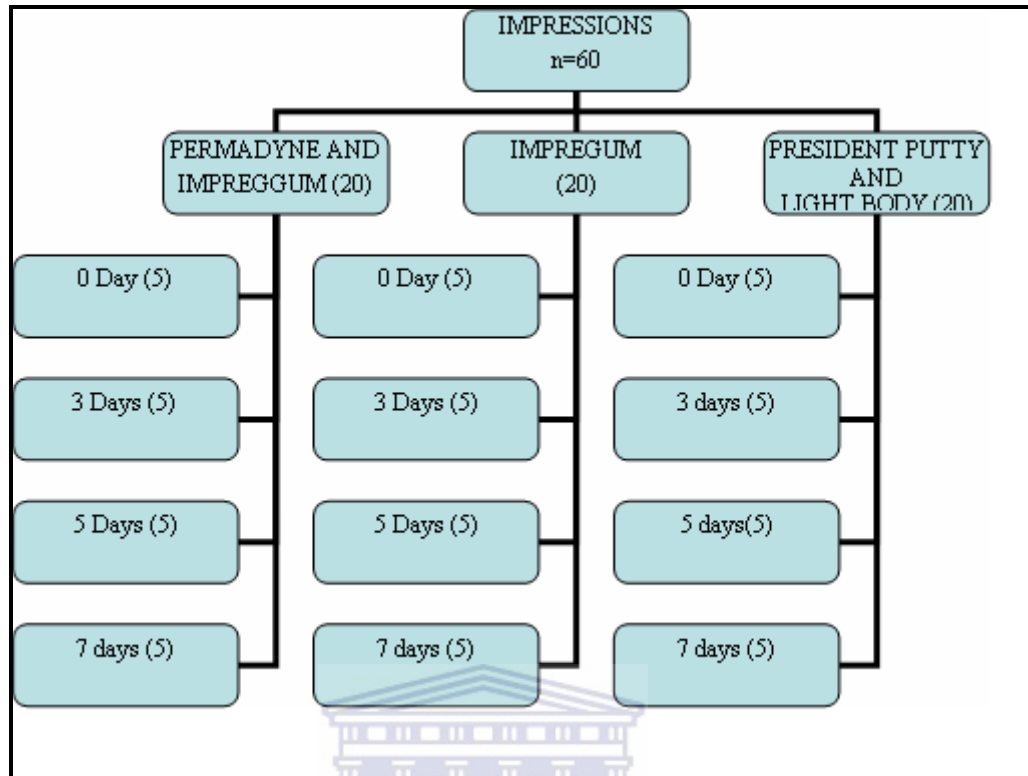 IMPRESSIONS
n=60
PERMADYNE AND
IMPREGGUM (20)
IMPREGUM
(20)
PRESIDENT PUTTY
AND
LIGHT BODY (20)
0 Day (5)
0 Day (5)
0 Day (5)
3 Days (5)
3 Days (5)
3 days (5)
5 Days (5)
5 Days (5)
5 days(5)
7 days (5)
7 days (5)
7 days (5)